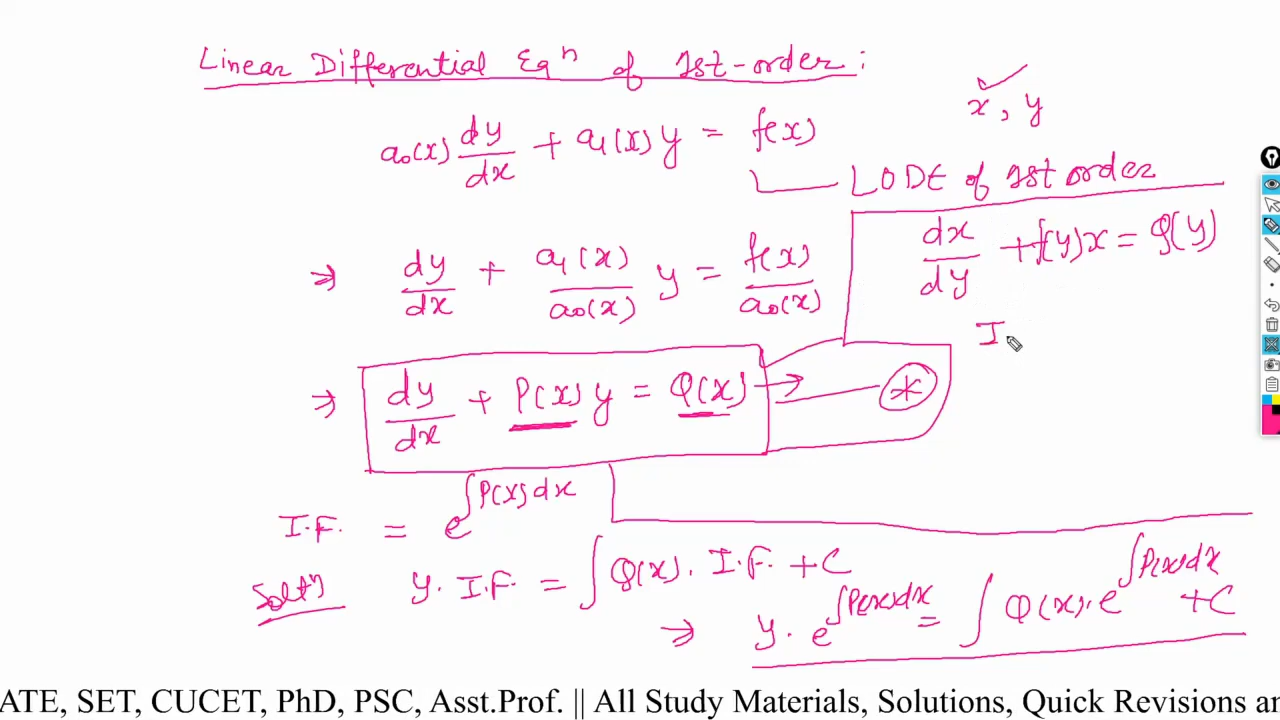 Linear Differential Eqⁿ of 1st-order :
x, y
a₀(x) dy/dx + a₁(x) y = f(x)
LODE of 1st order
dx/dy + P(y)x = Q(y)
⇒ dy/dx + a₁(x)/a₀(x) y = f(x)/a₀(x)
I.
⇒ dy/dx + P(x) y = Q(x) → *
I.F. = e^∫P(x)dx
Soltⁿ y. I.F. = ∫ Q(x). I.F. + C
⇒ y. e^∫P(x)dx = ∫ Q(x). e^∫P(x)dx + C
ATE, SET, CUCET, PhD, PSC, Asst.Prof. || All Study Materials, Solutions, Quick Revisions a